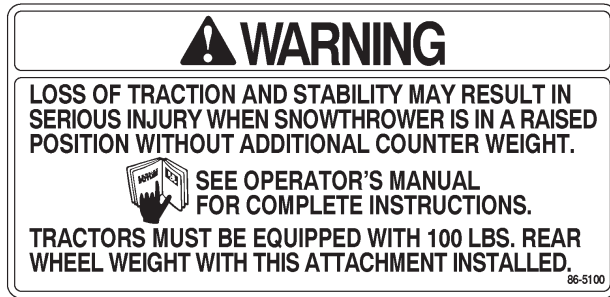 WARNING
LOSS OF TRACTION AND STABILITY MAY RESULT IN
SERIOUS INJURY WHEN SNOWTHROWER IS IN A RAISED
POSITION WITHOUT ADDITIONAL COUNTER WEIGHT.
SEE OPERATOR'S MANUAL
FOR COMPLETE INSTRUCTIONS.
TRACTORS MUST BE EQUIPPED WITH 100 LBS. REAR
WHEEL WEIGHT WITH THIS ATTACHMENT INSTALLED.
86-5100